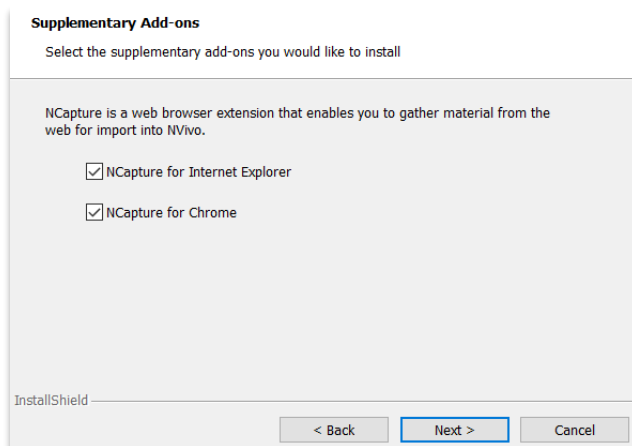 Supplementary Add-ons
Select the supplementary add-ons you would like to install
NCapture is a web browser extension that enables you to gather material from the
web for import into NVivo.
NCapture for Internet Explorer
NCapture for Chrome
InstallShield
< Back
Next >
Cancel